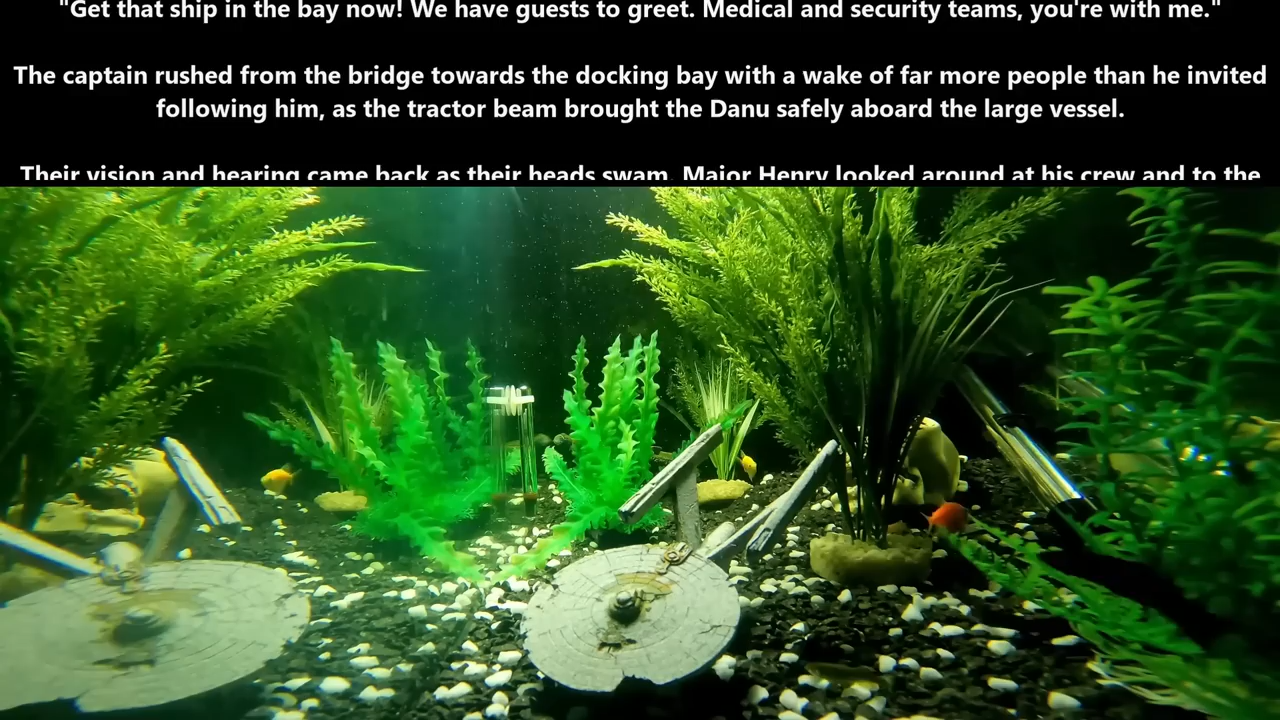 "Get that ship in the bay now! We have guests to greet. Medical and security teams, you're with me."
The captain rushed from the bridge towards the docking bay with a wake of far more people than he invited
following him, as the tractor beam brought the Danu safely aboard the large vessel.
Their vision and hearing came back as their heads swam. Major Henry looked around at his crew and to the